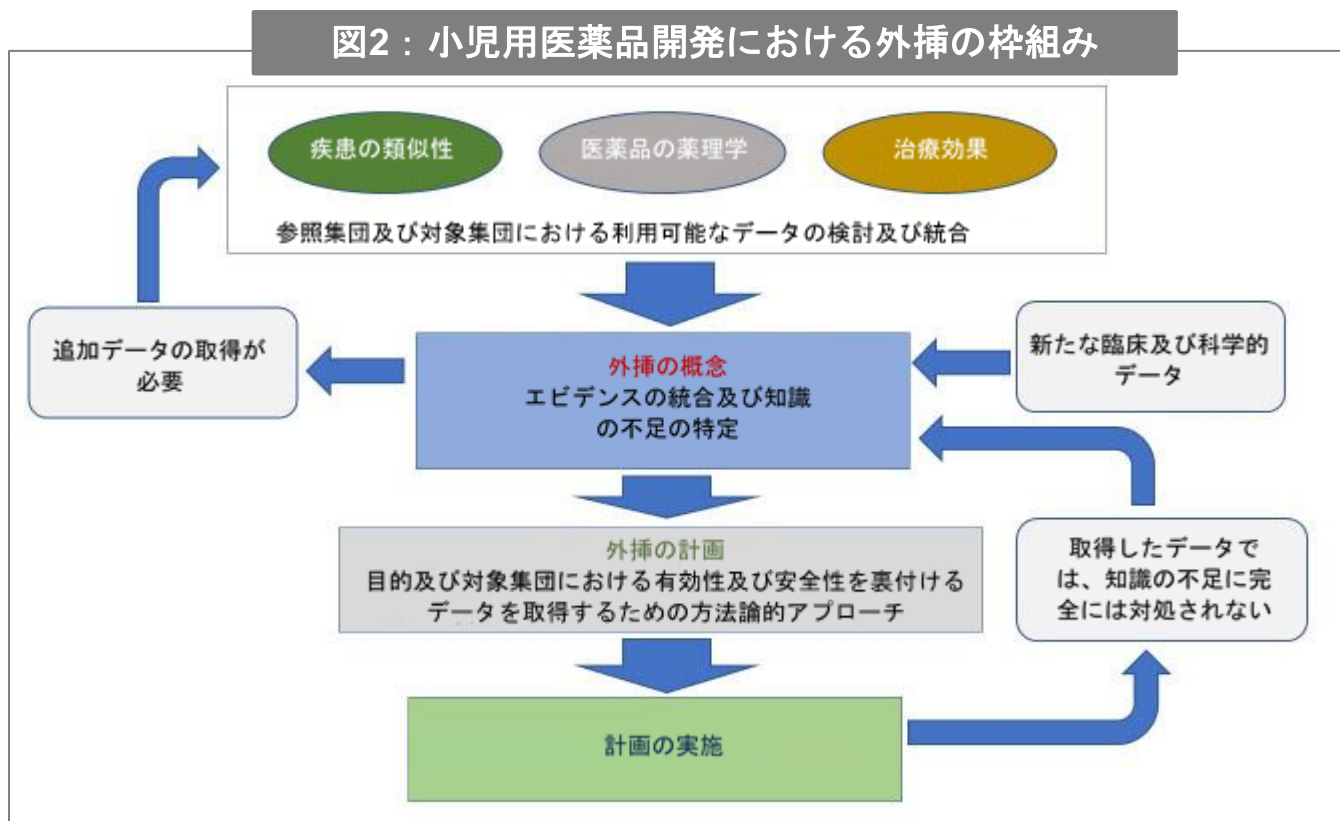 図2：小児用医薬品開発における外挿の枠組み
疾患の類似性
医薬品の薬理学
治療効果
参照集団及び対象集団における利用可能なデータの検討及び統合
追加データの取得が
必要
外挿の概念
エビデンスの統合及び知識
の不足の特定
新たな臨床及び科学的
データ
外挿の計画
目的及び対象集団における有効性及び安全性を裏付ける
データを取得するための方法論的アプローチ
取得したデータで
は、知識の不足に完
全には対処されない
計画の実施